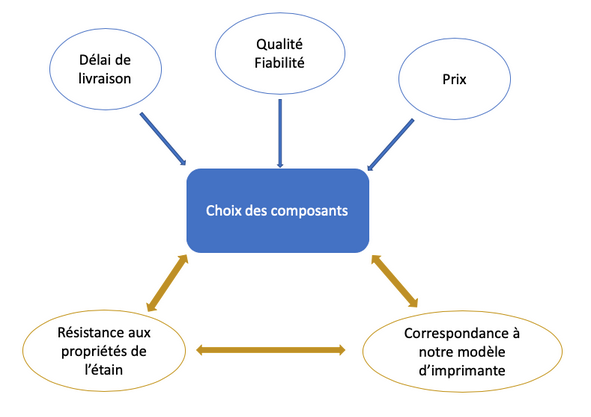 Délai de
livraison
Qualité
Fiabilité
Prix
Choix des composants
Résistance aux
propriétés de
l’étain
Correspondance à
notre modèle
d’imprimante